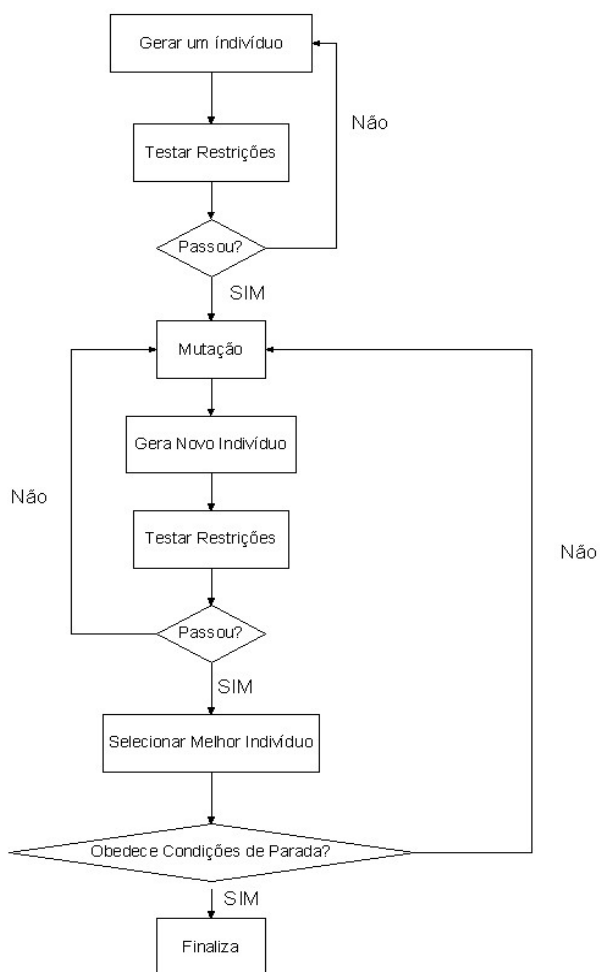 Gerar um indivíduo
Não
Testar Restrições
Passou?
SIM
Mutação
Gera Novo Indivíduo
Não
Testar Restrições
Não
Passou?
SIM
Selecionar Melhor Indivíduo
Obedece Condições de Parada?
SIM
Finaliza